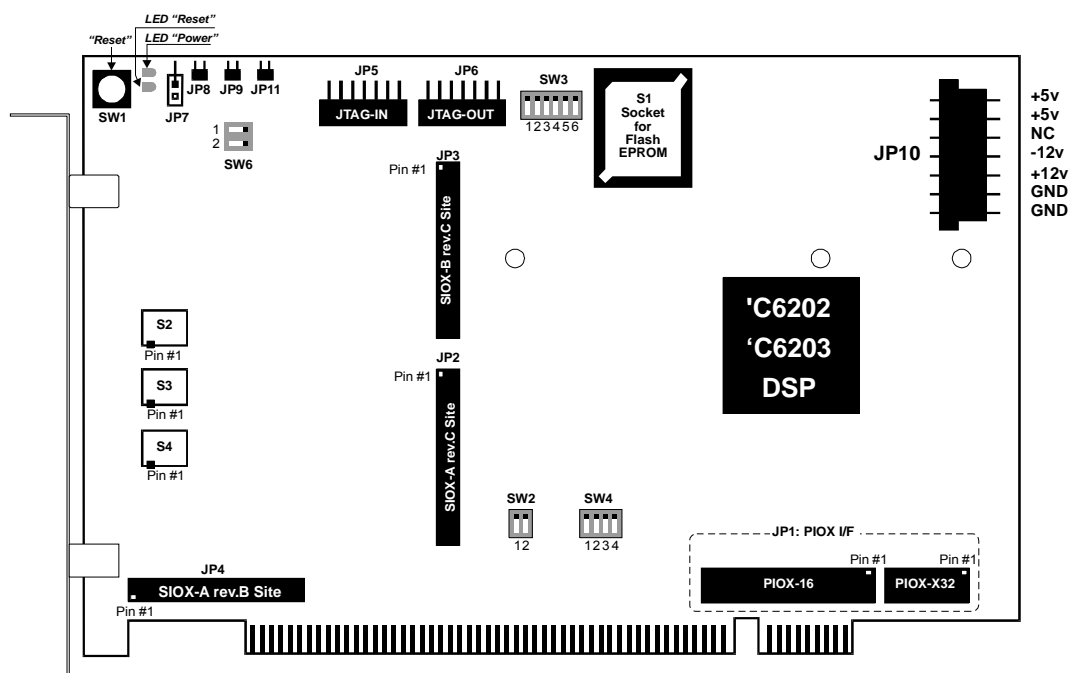 LED “Reset”
“Reset”
LED “Power”
SW1
JP7
JP8
JP9
JP11
1
2
SW6
JP5
JTAG-IN
JP6
JTAG-OUT
SW3
123456
S1
Socket
for
Flash
EPROM
JP10
+5v
+5v
NC
-12v
+12v
GND
GND
JP3
Pin #1
SIOX-B rev.C Site
JP2
Pin #1
SIOX-A rev.C Site
'C6202
‘C6203
DSP
S2
Pin #1
S3
Pin #1
S4
Pin #1
SW2
12
SW4
1234
JP1: PIOX I/F
Pin #1
PIOX-16
Pin #1
PIOX-X32
JP4
SIOX-A rev.B Site
Pin #1